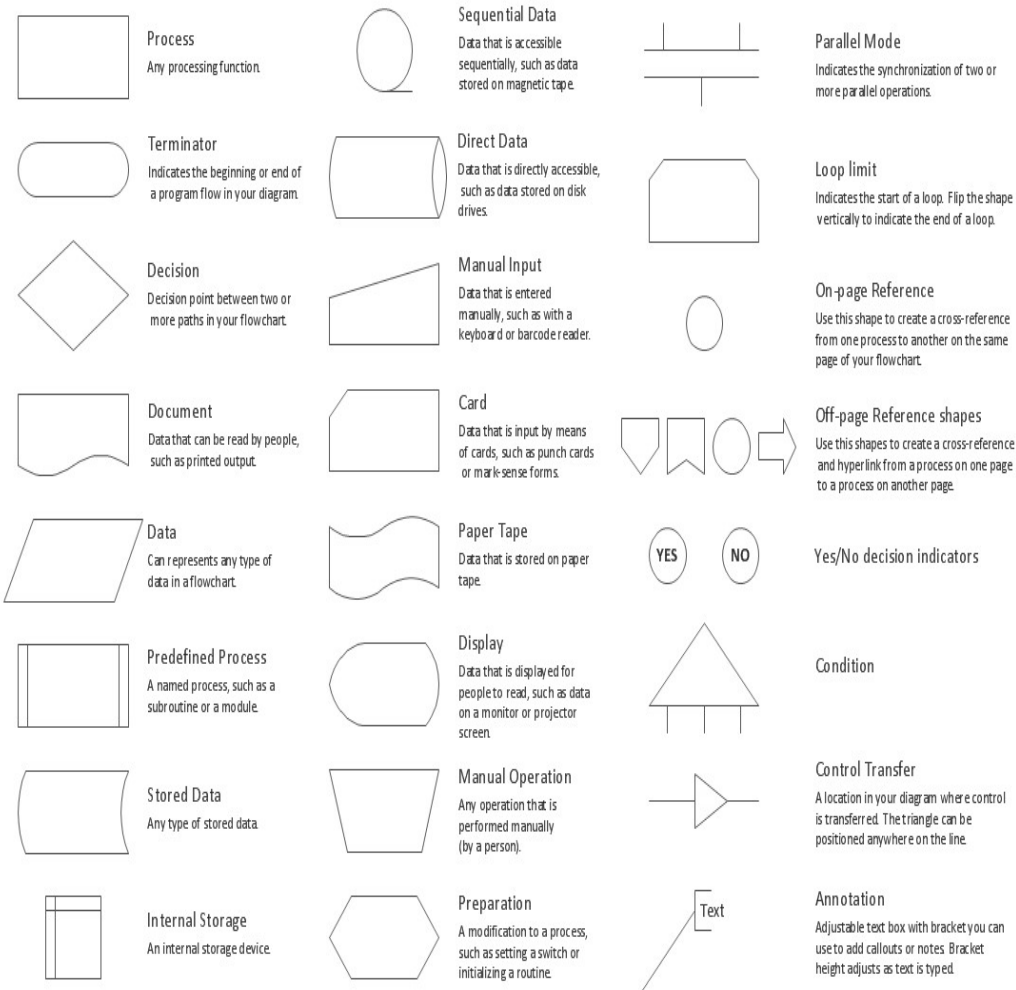 Process
Any processing function.
Terminator
Indicates the beginning or end of
a program flow in your diagram.
Decision
Decision point between two or
more paths in your flowchart.
Document
Data that can be read by people,
such as printed output.
Data
Can represents any type of
data in a flowchart.
Predefined Process
A named process, such as a
subroutine or a module.
Stored Data
Any type of stored data.
Internal Storage
An internal storage device.
Sequential Data
Data that is accessible
sequentially, such as data
stored on magnetic tape.
Direct Data
Data that is directly accessible,
such as data stored on disk
drives.
Manual Input
Data that is entered
manually, such as with a
keyboard or barcode reader.
Card
Data that is input by means
of cards, such as punch cards
or mark-sense forms.
Paper Tape
Data that is stored on paper
tape.
Display
Data that is displayed for
people to read, such as data
on a monitor or projector
screen.
Manual Operation
Any operation that is
performed manually
(by a person).
Preparation
A modification to a process,
such as setting a switch or
initializing a routine.
Parallel Mode
Indicates the synchronization of two or
more parallel operations.
Loop limit
Indicates the start of a loop. Flip the shape
vertically to indicate the end of a loop.
On-page Reference
Use this shape to create a cross-reference
from one process to another on the same
page of your flowchart.
Off-page Reference shapes
Use this shapes to create a cross-reference
and hyperlink from a process on one page
to a process on another page.
YES NO
Yes/No decision indicators
Condition
Control Transfer
A location in your diagram where control
is transferred. The triangle can be
positioned anywhere on the line.
Text
Annotation
Adjustable text box with bracket you can
use to add callouts or notes. Bracket
height adjusts as text is typed.